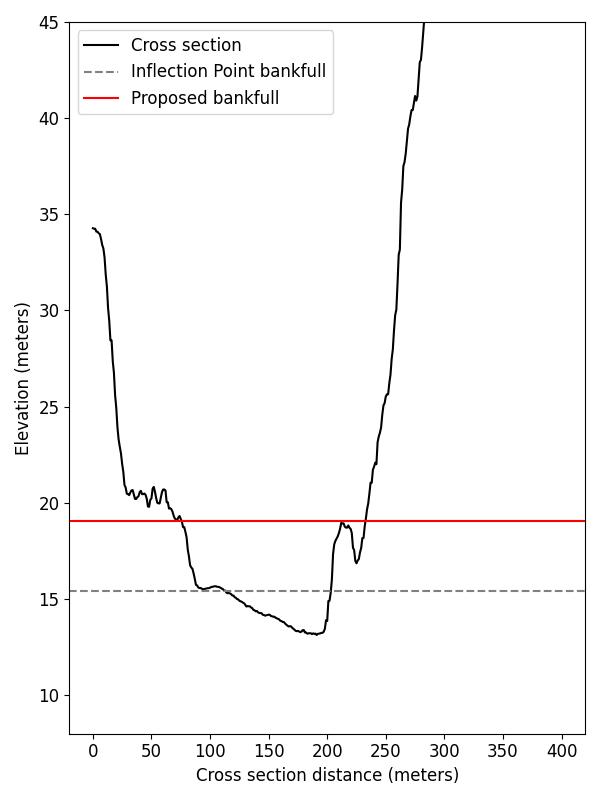 45
Cross section
Inflection Point bankfull
Proposed bankfull
40
35
30
25
20
15
10
Elevation (meters)
0 50 100 150 200 250 300 350 400
Cross section distance (meters)